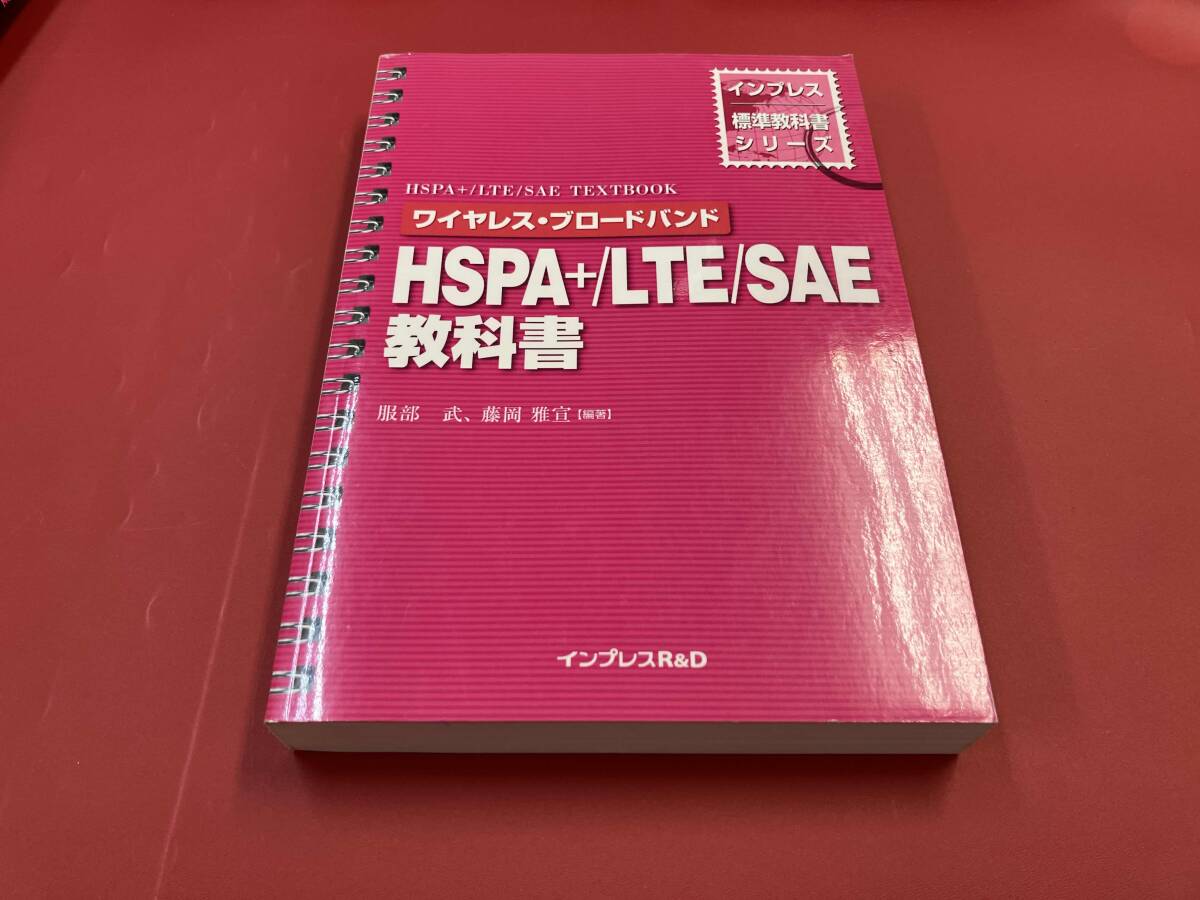 インプレス
標準教科書
シリーズ
HSPA+/LTE/SAE TEXTBOOK
ワイヤレス・ブロードバンド
HSPA+/LTE/SAE
教科書
服部 武、藤岡 雅宣【編著】
インプレスR&D